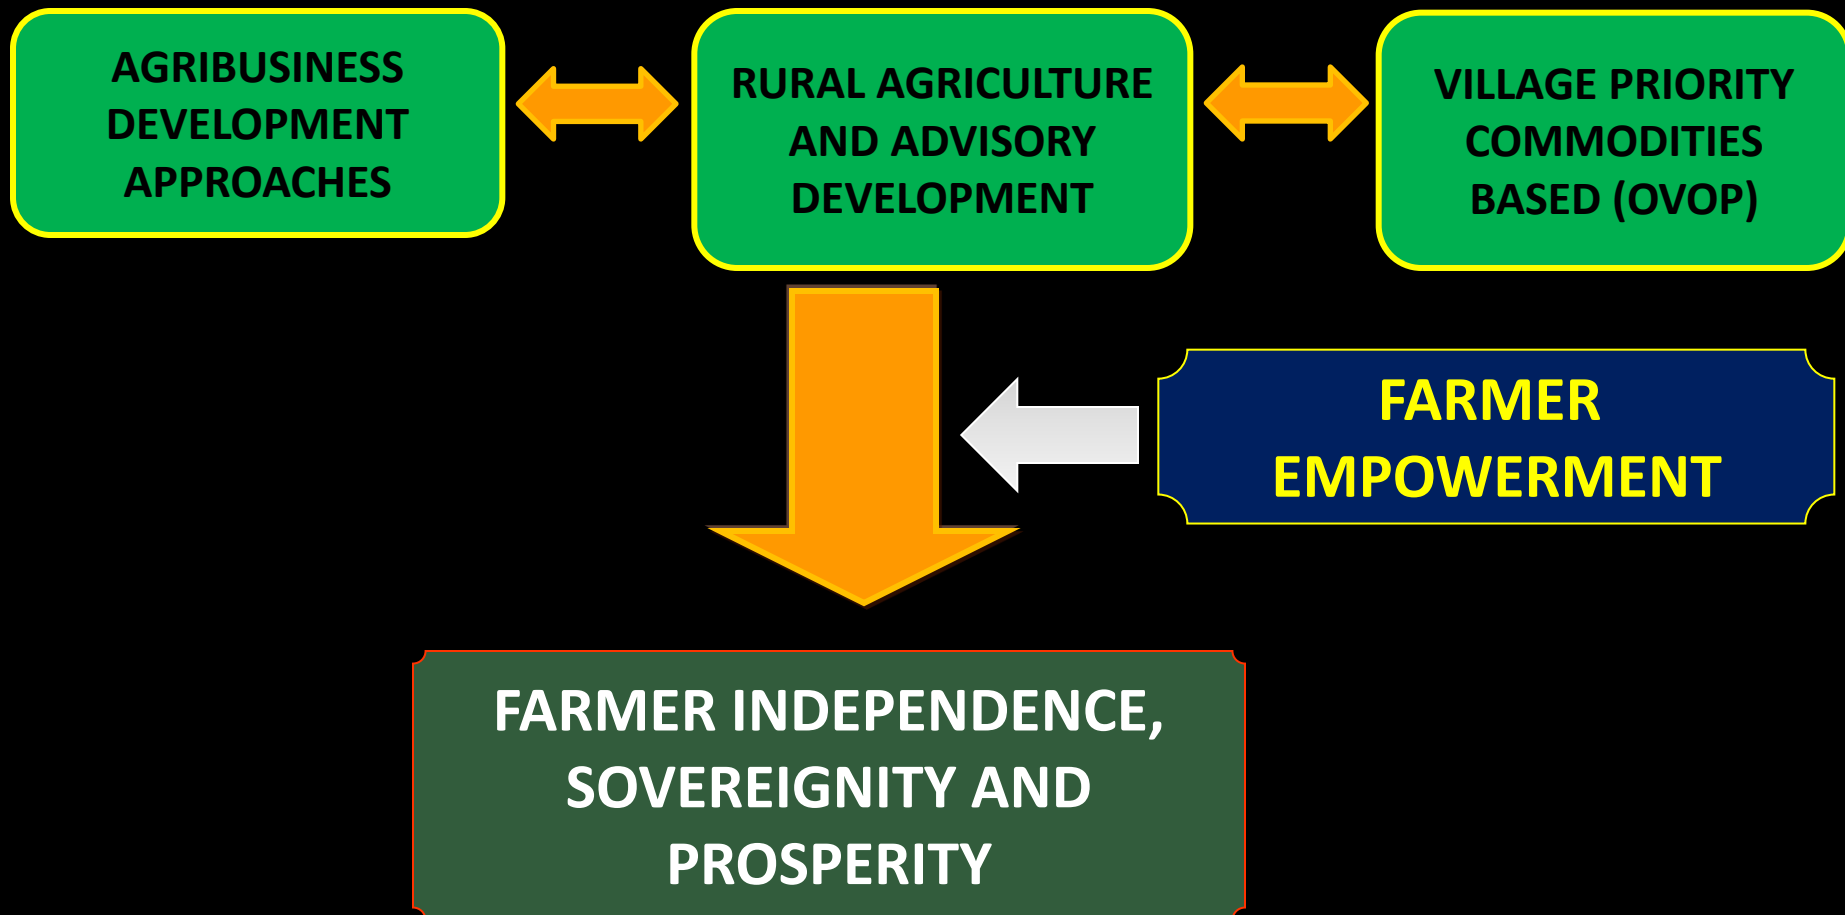 AGRIBUSINESS
DEVELOPMENT
APPROACHES
RURAL AGRICULTURE
AND ADVISORY
DEVELOPMENT
VILLAGE PRIORITY
COMMODITIES
BASED (OVOP)
FARMER
EMPOWERMENT
FARMER INDEPENDENCE,
SOVEREIGNITY AND
PROSPERITY